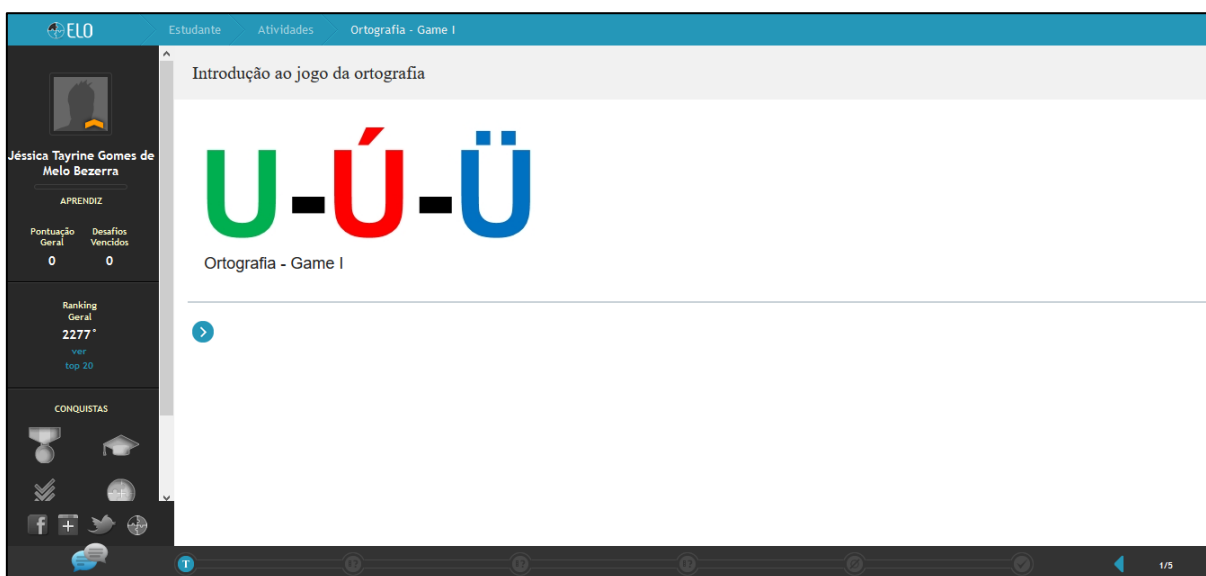 ELO
Estudante
Atividades
Ortografia - Game I
Introdução ao jogo da ortografia
Jéssica Tayrine Gomes de
Melo Bezerra
APRENDIZ
Pontuação Geral
Desafios Vencidos
0
0
Ranking
Geral
2277°
ver
top 20
CONQUISTAS
U-Ú-Ü
Ortografia - Game I
T
1/5